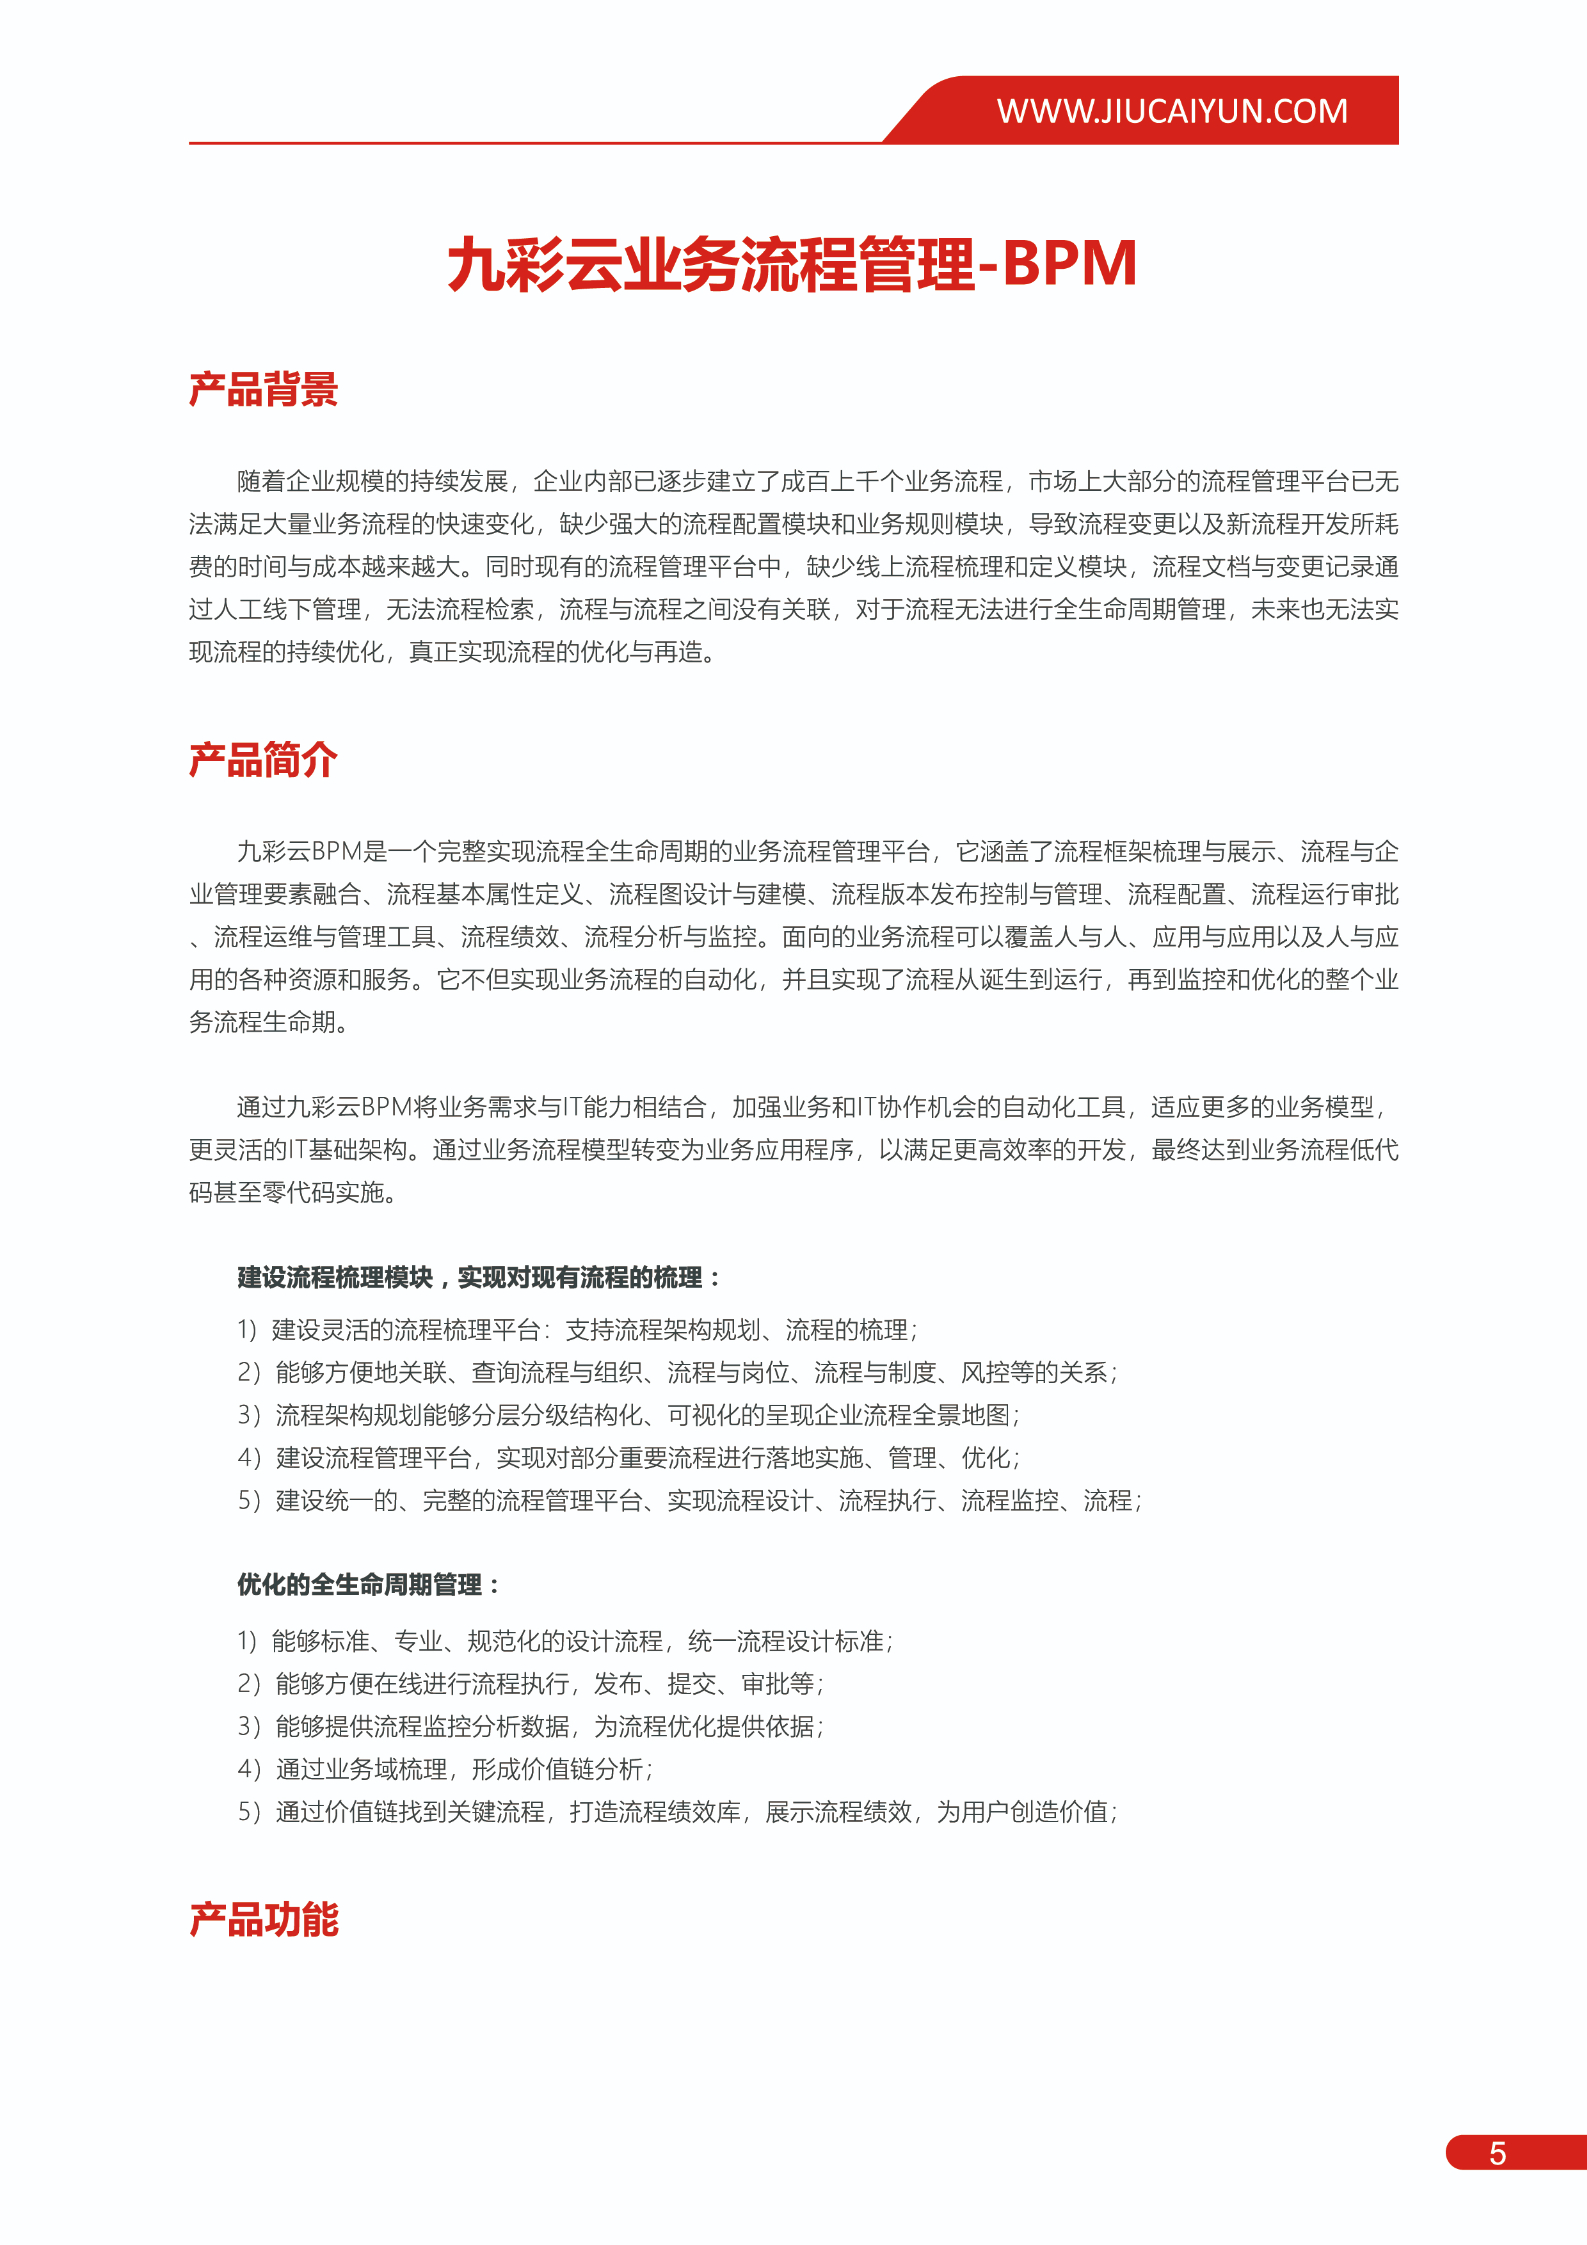 WWW.JIUCAIYUN.COM
九彩云业务流程管理-BPM
产品背景
随着企业规模的持续发展，企业内部已逐步建立了成百上千个业务流程，市场上大部分的流程管理平台已无
法满足大量业务流程的快速变化，缺少强大的流程配置模块和业务规则模块，导致流程变更以及新流程开发所耗
费的时间与成本越来越大。同时现有的流程管理平台中，缺少线上流程梳理和定义模块，流程文档与变更记录通
过人工线下管理，无法流程检索，流程与流程之间没有关联，对于流程无法进行全生命周期管理，未来也无法实
现流程的持续优化，真正实现流程的优化与再造。
产品简介
九彩云BPM是一个完整实现流程全生命周期的业务流程管理平台，它涵盖了流程框架梳理与展示、流程与企
业管理要素融合、流程基本属性定义、流程图设计与建模、流程版本发布控制与管理、流程配置、流程运行审批
、流程运维与管理工具、流程绩效、流程分析与监控。面向的业务流程可以覆盖人与人、应用与应用以及人与应
用的各种资源和服务。它不但实现业务流程的自动化，并且实现了流程从诞生到运行，再到监控和优化的整个业
务流程生命期。
通过九彩云BPM将业务需求与IT能力相结合，加强业务和IT协作机会的自动化工具，适应更多的业务模型，
更灵活的IT基础架构。通过业务流程模型转变为业务应用程序，以满足更高效率的开发，最终达到业务流程低代
码甚至零代码实施。
建设流程梳理模块，实现对现有流程的梳理：
1）建设灵活的流程梳理平台：支持流程架构规划、流程的梳理；
2）能够方便地关联、查询流程与组织、流程与岗位、流程与制度、风控等的关系；
3）流程架构规划能够分层分级结构化、可视化的呈现企业流程全景地图；
4）建设流程管理平台，实现对部分重要流程进行落地实施、管理、优化；
5）建设统一的、完整的流程管理平台、实现流程设计、流程执行、流程监控、流程；
优化的全生命周期管理：
1）能够标准、专业、规范化的设计流程，统一流程设计标准；
2）能够方便在线进行流程执行，发布、提交、审批等；
3）能够提供流程监控分析数据，为流程优化提供依据；
4）通过业务域梳理，形成价值链分析；
5）通过价值链找到关键流程，打造流程绩效库，展示流程绩效，为用户创造价值；
产品功能
5